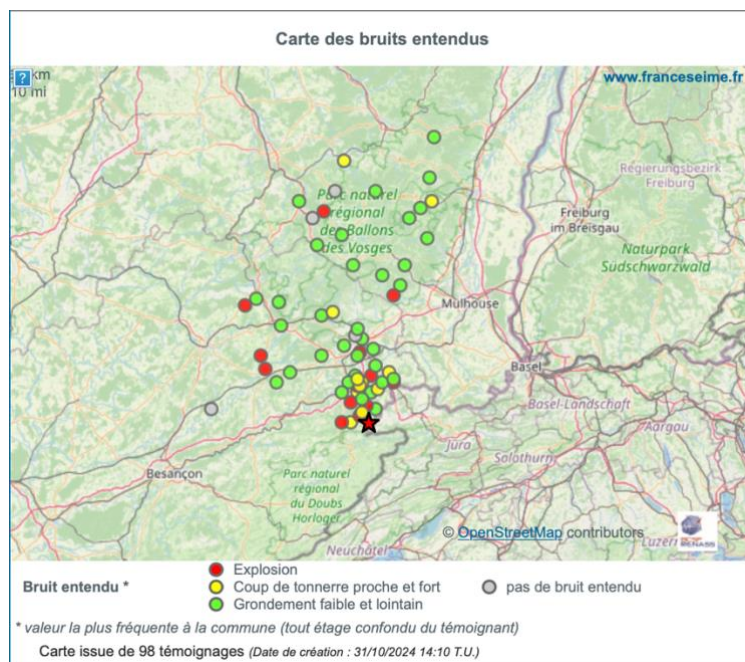 Carte des bruits entendus
?
km
10 mi
www.franceseime.fr
Parc naturel
régional
des Ballons
des Vosges
Regierungsbezirk
Freiburg
Freiburg
im Breisgau
Naturpark
Südschwarzwald
Mulhouse
Basel
Basel-Landschaft
Aargau
Jura
Solothurn
Besançon
Parc naturel
régional
du Doubs
Horloger
Neuchâtel
Luzern
© OpenStreetMap contributors
RENASS
Bruit entendu *
Explosion
Coup de tonnerre proche et fort
Grondement faible et lointain
pas de bruit entendu
* valeur la plus fréquente à la commune (tout étage confondu du témoignant)
Carte issue de 98 témoignages (Date de création : 31/10/2024 14:10 T.U.)